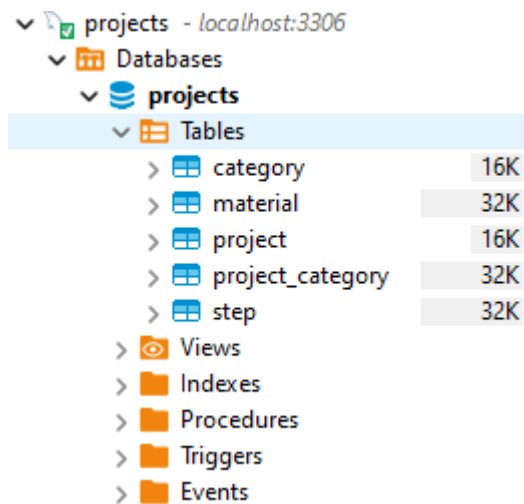 projects - localhost:3306
Databases
projects
Tables
category 16K
material 32K
project 16K
project_category 32K
step 32K
Views
Indexes
Procedures
Triggers
Events